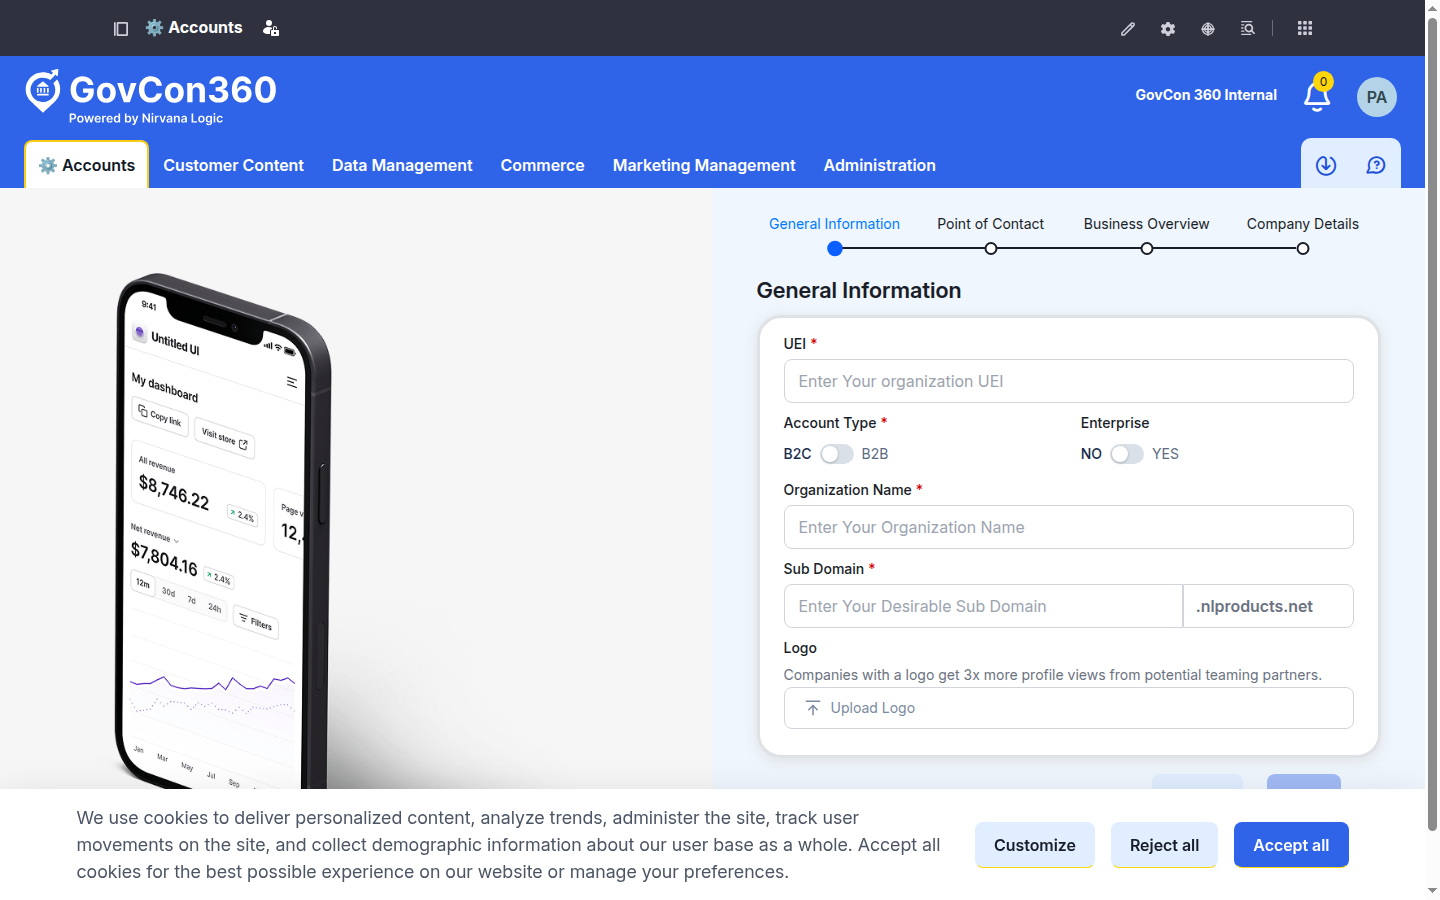 Accounts
GovCon360
Powered by Nirvana Logic
GovCon 360 Internal
0
PA
Accounts
Customer Content
Data Management
Commerce
Marketing Management
Administration
General Information
Point of Contact
Business Overview
Company Details
General Information
UEI *
Enter Your organization UEI
Account Type *
Enterprise
B2C
B2B
NO
YES
Organization Name *
Enter Your Organization Name
Sub Domain *
Enter Your Desirable Sub Domain
.nlproducts.net
Logo
Companies with a logo get 3x more profile views from potential teaming partners.
Upload Logo
9:41
Untitled UI
My dashboard
Copy link
Visit store
All revenue
$8,746.22
2.4%
Page v
12,
Net revenue
$7,804.16
2.4%
12m
30d
7d
24h
Filters
Jan
Mar
May
Jul
Sep
We use cookies to deliver personalized content, analyze trends, administer the site, track user
movements on the site, and collect demographic information about our user base as a whole. Accept all
cookies for the best possible experience on our website or manage your preferences.
Customize
Reject all
Accept all